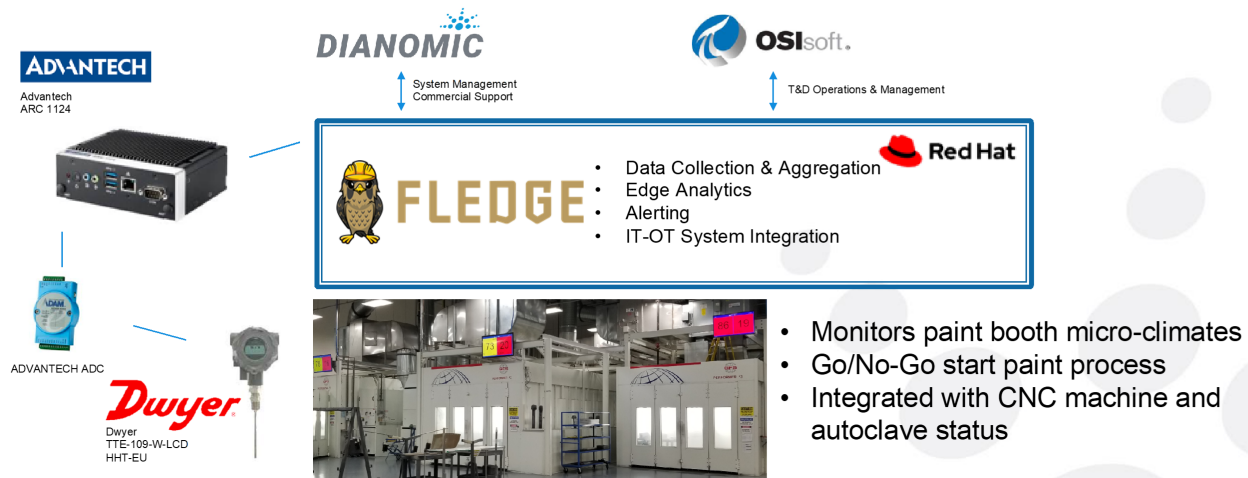 ADVANTECH
Advantech
ARC 1124
DIANOMIC
System Management
Commercial Support
OSIsoft.
T&D Operations & Management
FLEDGE
• Data Collection & Aggregation
• Edge Analytics
• Alerting
• IT-OT System Integration
Red Hat
ADAM
ADVANTECH ADC
Dwyer
Dwyer
TTE-109-W-LCD
HHT-EU
73
• Monitors paint booth micro-climates
• Go/No-Go start paint process
• Integrated with CNC machine and
autoclave status